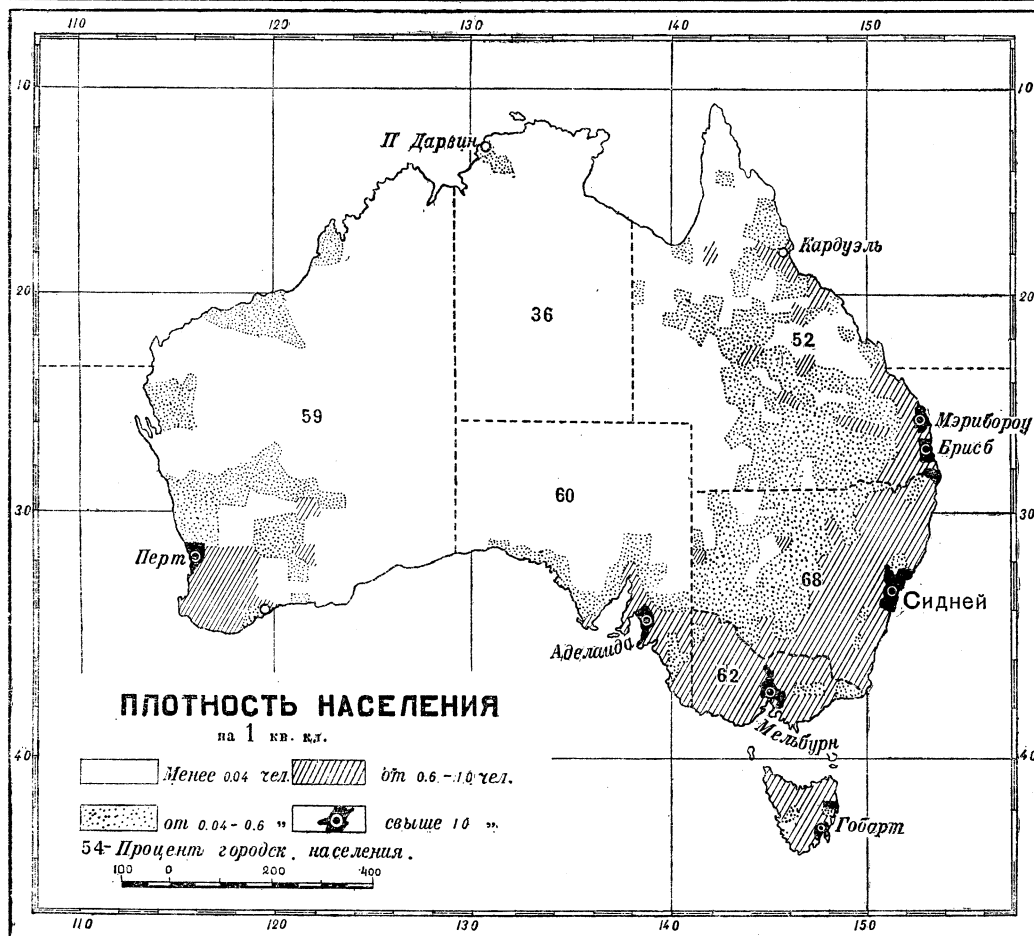 110 120 130 140 150
10 10
П Дарвин
Кардуэль
20 20
36
52
59
Мэрибороу
Брисб
60
30 30
Перт
68
Сидней
Аделаида
62
ПЛОТНОСТЬ НАСЕЛЕНИЯ
на 1 кв. кл.
Мельбурн
40 40
Менее 0.04 чел. от 0.6 - 1.0 чел.
от 0.04 - 0.6 „ свыше 10 „
Гобарт
54 - Процент городск. населения.
100 0 200 400
110 120 130 140 150